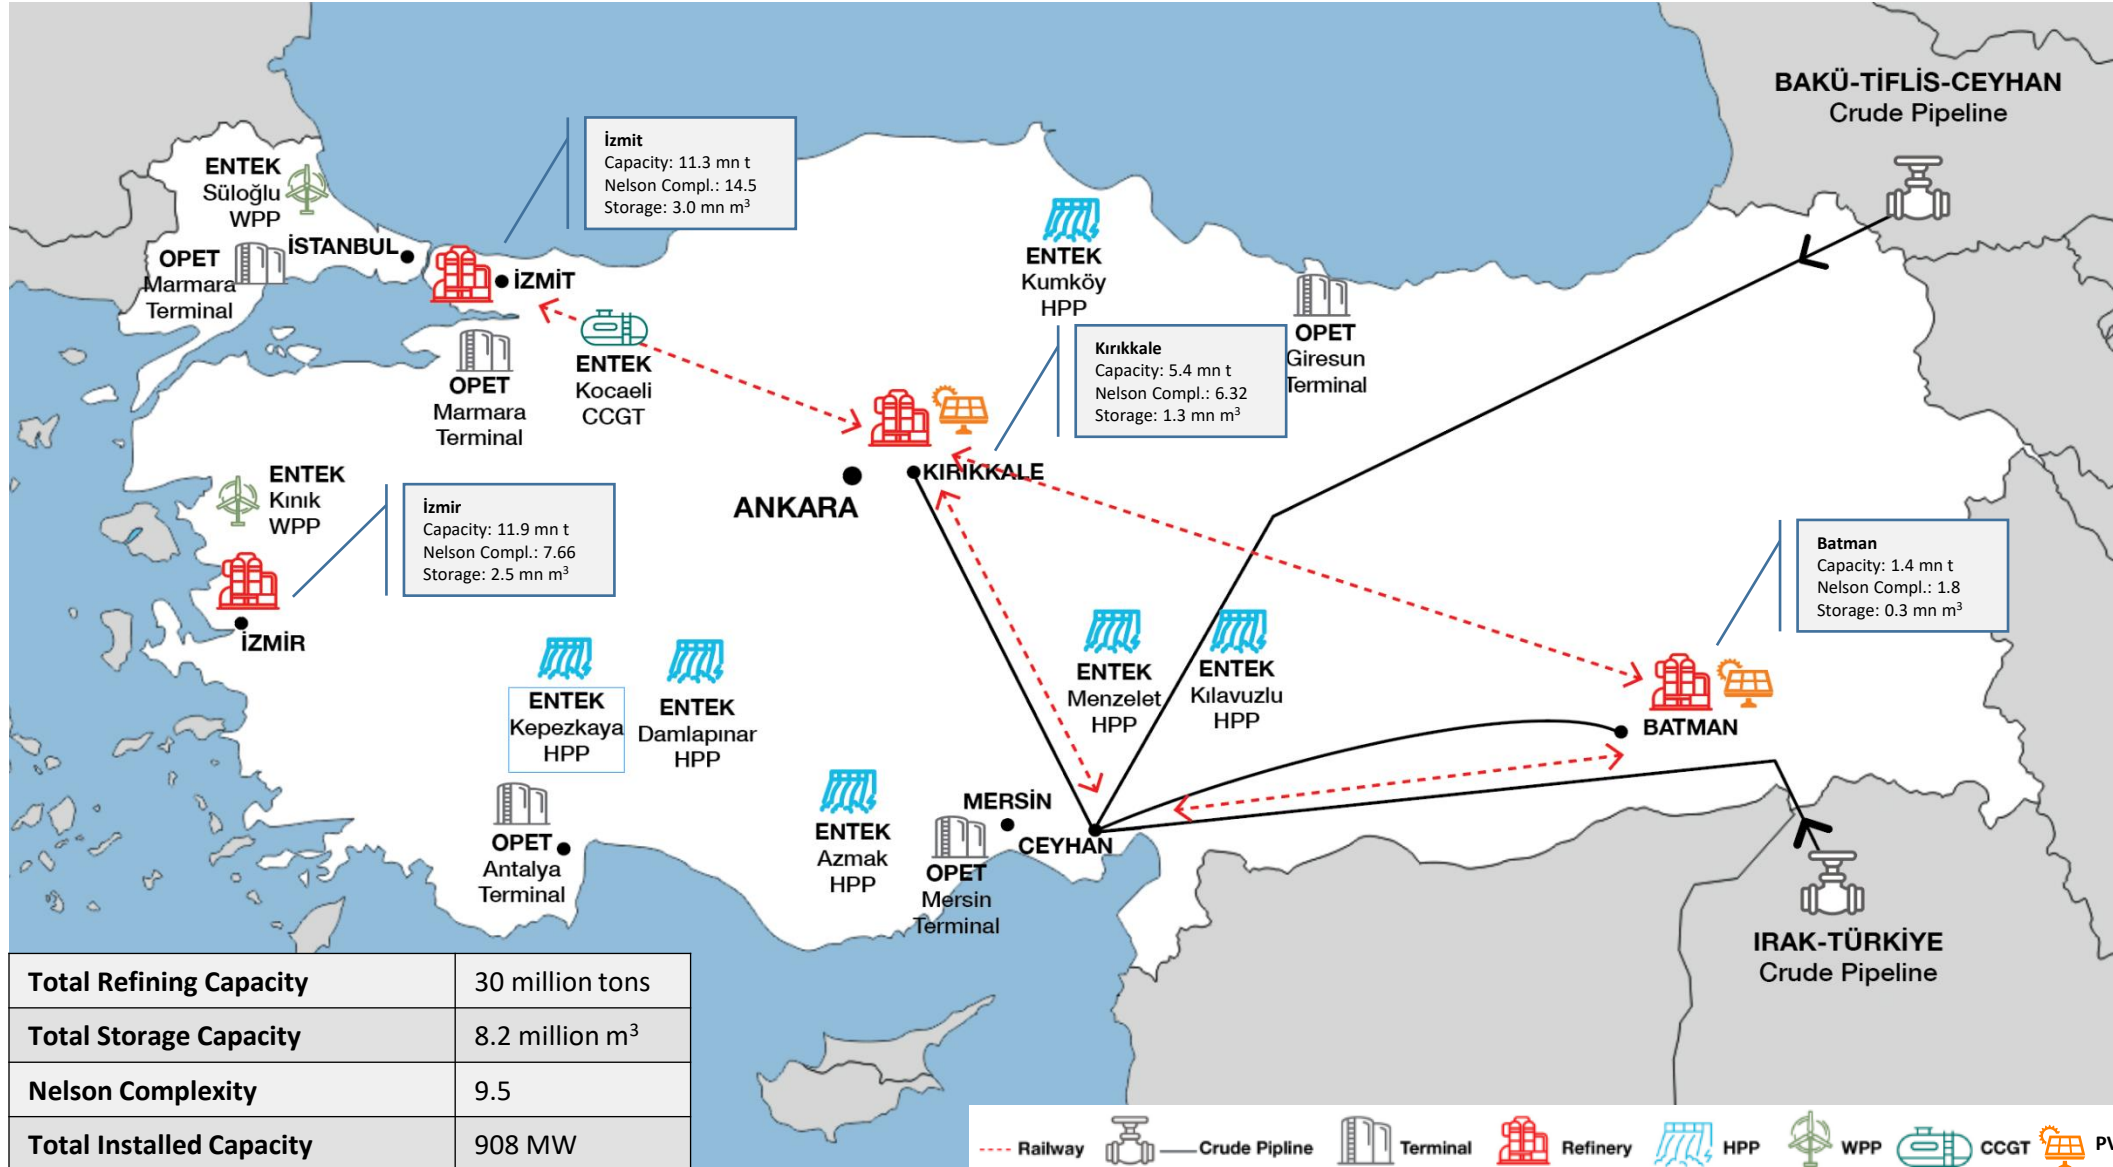 BAKÜ-TİFLİS-CEYHAN
Crude Pipeline
İzmit
Capacity: 11.3 mn t
Nelson Compl.: 14.5
Storage: 3.0 mn m³
ENTEK
Süloğlu
WPP
İSTANBUL
OPET
Marmara
Terminal
İZMİT
ENTEK
Kumköy
HPP
OPET
Giresun
Terminal
OPET
Marmara
Terminal
ENTEK
Kocaeli
CCGT
Kırıkkale
Capacity: 5.4 mn t
Nelson Compl.: 6.32
Storage: 1.3 mn m³
KIRIKKALE
ANKARA
ENTEK
Kınık
WPP
İzmir
Capacity: 11.9 mn t
Nelson Compl.: 7.66
Storage: 2.5 mn m³
İZMİR
Batman
Capacity: 1.4 mn t
Nelson Compl.: 1.8
Storage: 0.3 mn m³
BATMAN
ENTEK
Kepezkaya
HPP
ENTEK
Damlapınar
HPP
ENTEK
Menzelet
HPP
ENTEK
Kılavuzlu
HPP
OPET
Antalya
Terminal
ENTEK
Azmak
HPP
MERSİN
CEYHAN
OPET
Mersin
Terminal
IRAK-TÜRKİYE
Crude Pipeline
Total Refining Capacity 30 million tons
Total Storage Capacity 8.2 million m³
Nelson Complexity 9.5
Total Installed Capacity 908 MW
Railway Crude Pipline Terminal Refinery HPP WPP CCGT